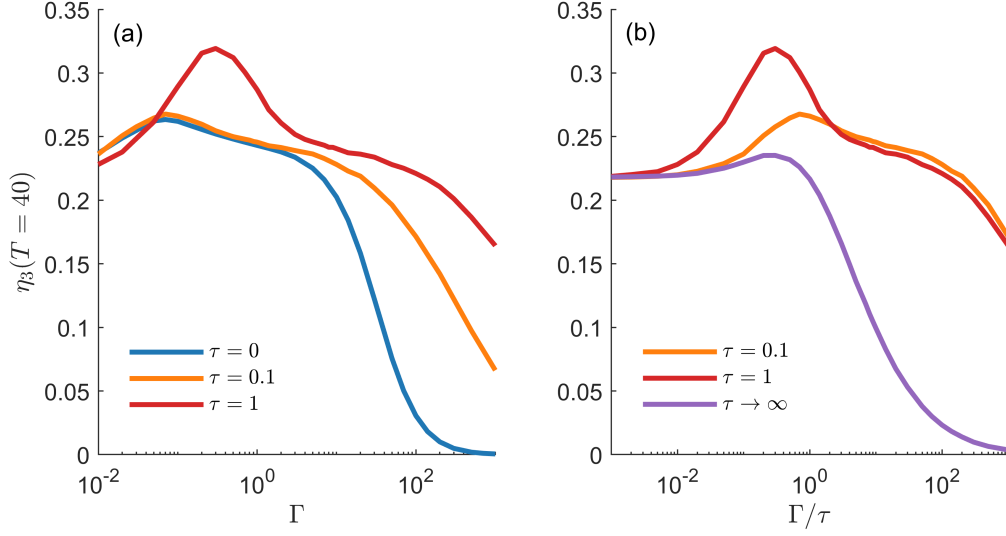 (a)
η₃(T = 40)
0.35
0.3
0.25
0.2
0.15
0.1
0.05
0
τ = 0
τ = 0.1
τ = 1
10⁻² 10⁰ 10²
Γ
(b)
0.35
0.3
0.25
0.2
0.15
0.1
0.05
0
τ = 0.1
τ = 1
τ → ∞
10⁻² 10⁰ 10²
Γ/τ